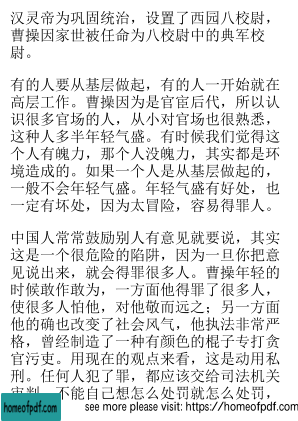 汉灵帝为巩固统治，设置了西园八校尉，
曹操因家世被任命为八校尉中的典军校
尉。
有的人要从基层做起，有的人一开始就在
高层工作。曹操因为是官宦后代，所以认
识很多官场的人，从小对官场也很熟悉，
这种人多半年轻气盛。有时候我们觉得这
个人有魄力，那个人没魄力，其实都是环
境造成的。如果一个人是从基层做起的，
一般不会年轻气盛。年轻气盛有好处，也
一定有坏处，因为太冒险，容易得罪人。
中国人常常鼓励别人有意见就要说，其实
这是一个很危险的陷阱，因为一旦你把意
见说出来，就会得罪很多人。曹操年轻的
时候敢作敢为，一方面他得罪了很多人，
使很多人怕他，对他敬而远之；另一方面
他的确也改变了社会风气，他执法非常严
格，曾经制造了一种有颜色的棍子专打贪
官污吏。用现在的观点来看，这是动用私
刑。任何人犯了罪，都应该交给司法机关
审判，不能自己想怎么处罚就怎么处罚，
homeofpdf.com
see more please visit: https://homeofpdf.com